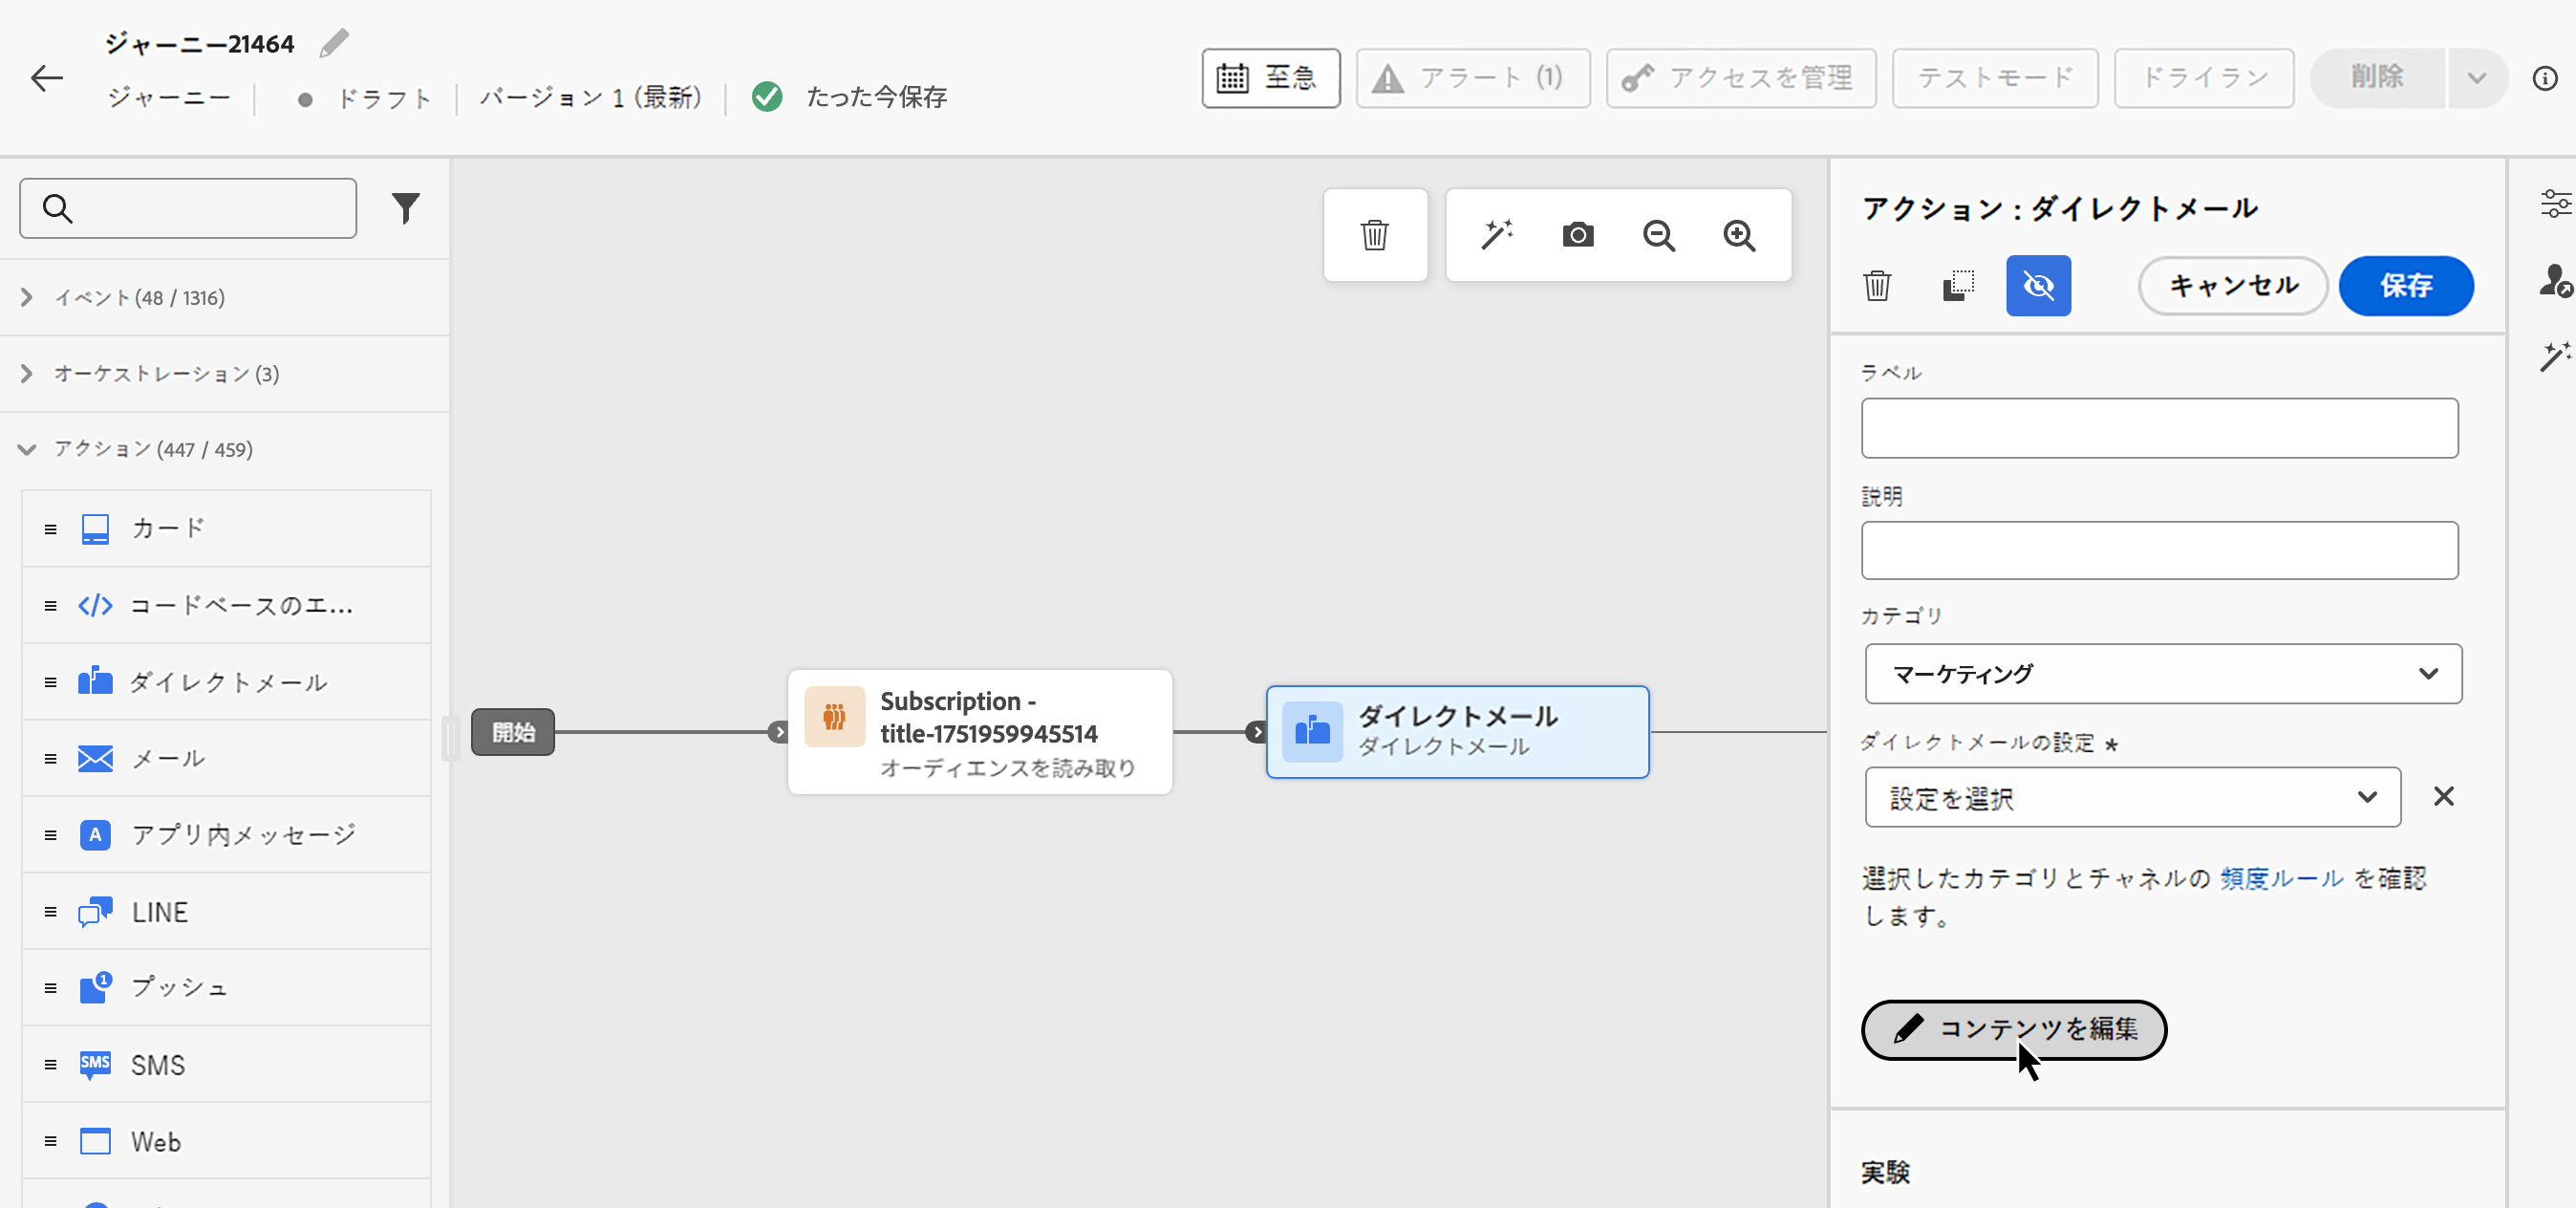 ジャーニー21464
ジャーニー
ドラフト
バージョン 1 (最新)
たった今保存
至急
アラート (1)
アクセスを管理
テストモード
ドライラン
削除
イベント (48 / 1316)
オーケストレーション (3)
アクション (447 / 459)
カード
コードベースのエ...
ダイレクトメール
メール
A
アプリ内メッセージ
LINE
1
プッシュ
SMS
SMS
Web
開始
Subscription -
title-1751959945514
オーディエンスを読み取り
ダイレクトメール
ダイレクトメール
アクション : ダイレクトメール
キャンセル
保存
ラベル
説明
カテゴリ
マーケティング
ダイレクトメールの設定 *
設定を選択
選択したカテゴリとチャネルの 頻度ルール を確認
します。
コンテンツを編集
実験